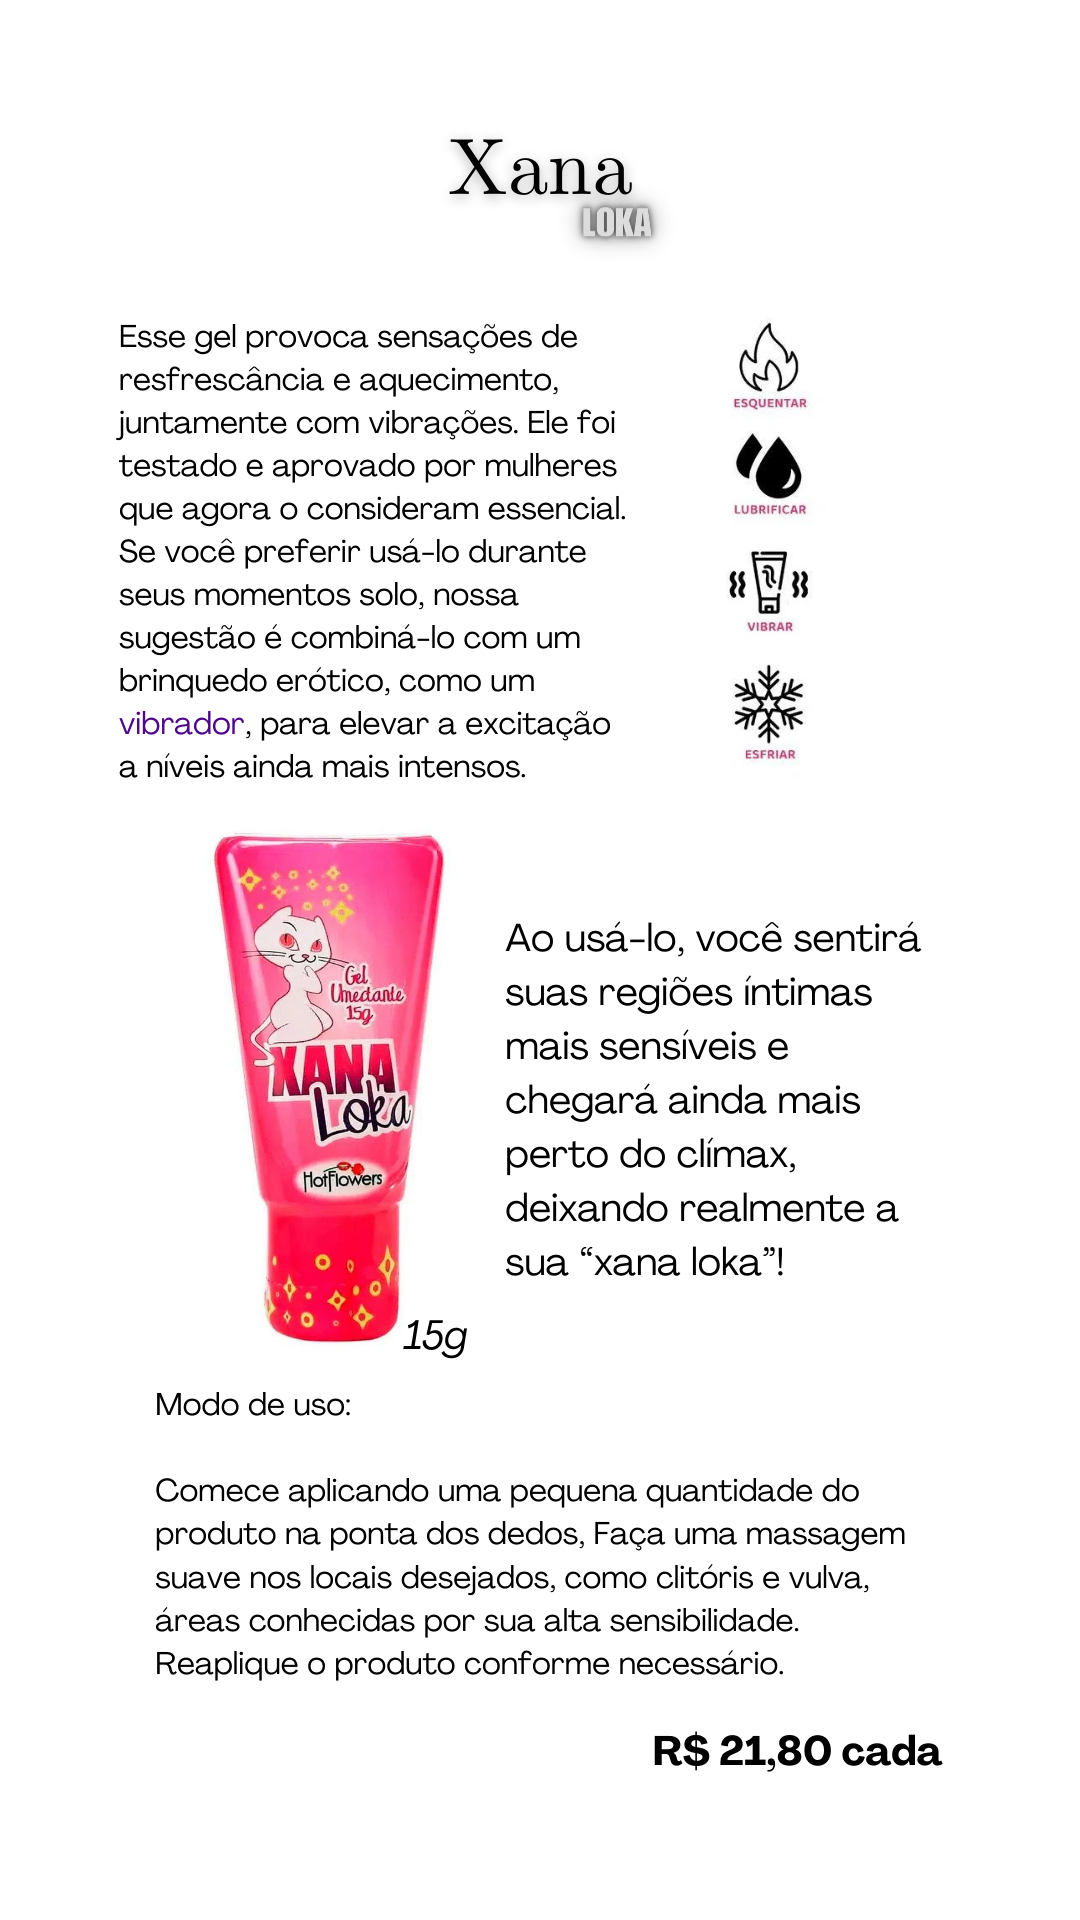 Xana
LOKA
Esse gel provoca sensações de
resfrescância e aquecimento,
juntamente com vibrações. Ele foi
testado e aprovado por mulheres
que agora o consideram essencial.
Se você preferir usá-lo durante
seus momentos solo, nossa
sugestão é combiná-lo com um
brinquedo erótico, como um
vibrador, para elevar a excitação
a níveis ainda mais intensos.
ESQUENTAR
LUBRIFICAR
VIBRAR
ESFRIAR
Gel
Umectante
15g
XANA
Loka
HotFlowers
15g
Ao usá-lo, você sentirá
suas regiões íntimas
mais sensíveis e
chegará ainda mais
perto do clímax,
deixando realmente a
sua “xana loka”!
Modo de uso:
Comece aplicando uma pequena quantidade do
produto na ponta dos dedos, Faça uma massagem
suave nos locais desejados, como clitóris e vulva,
áreas conhecidas por sua alta sensibilidade.
Reaplique o produto conforme necessário.
R$ 21,80 cada